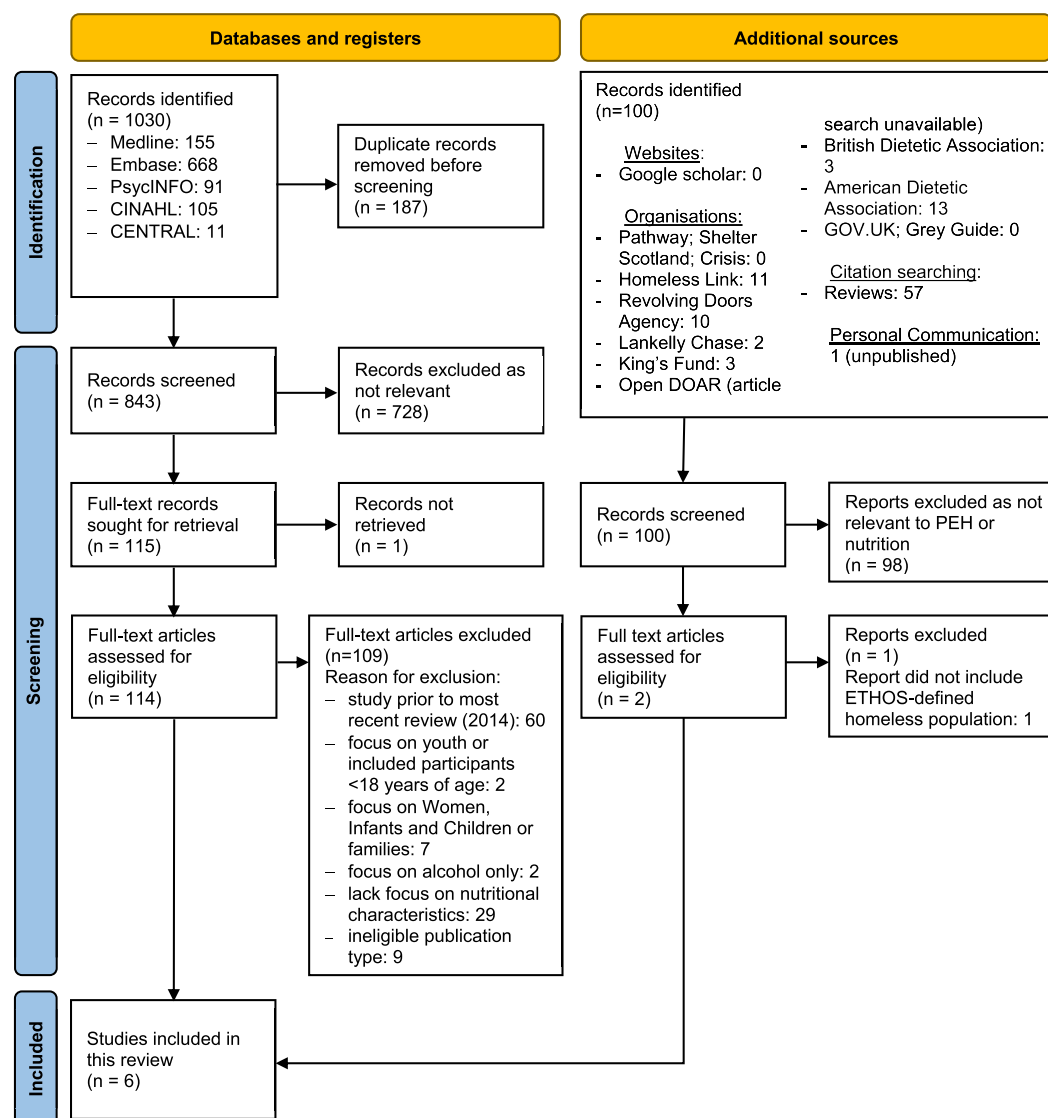 Databases and registers
Additional sources
Identification
Records identified
(n = 1030)
– Medline: 155
– Embase: 668
– PsycINFO: 91
– CINAHL: 105
– CENTRAL: 11
Duplicate records
removed before
screening
(n = 187)
Records identified
(n=100)
Websites:
- Google scholar: 0
Organisations:
- Pathway; Shelter
Scotland; Crisis: 0
- Homeless Link: 11
- Revolving Doors
Agency: 10
- Lankelly Chase: 2
- King's Fund: 3
- Open DOAR (article
search unavailable)
- British Dietetic Association:
3
- American Dietetic
Association: 13
- GOV.UK; Grey Guide: 0
Citation searching:
- Reviews: 57
Personal Communication:
1 (unpublished)
Screening
Records screened
(n = 843)
Records excluded as
not relevant
(n = 728)
Full-text records
sought for retrieval
(n = 115)
Records not
retrieved
(n = 1)
Records screened
(n = 100)
Reports excluded as not
relevant to PEH or
nutrition
(n = 98)
Full-text articles
assessed for
eligibility
(n = 114)
Full-text articles excluded
(n=109)
Reason for exclusion:
– study prior to most
recent review (2014): 60
– focus on youth or
included participants
<18 years of age: 2
– focus on Women,
Infants and Children or
families: 7
– focus on alcohol only: 2
– lack focus on nutritional
characteristics: 29
– ineligible publication
type: 9
Full text articles
assessed for
eligibility
(n = 2)
Reports excluded
(n = 1)
Report did not include
ETHOS-defined
homeless population: 1
Included
Studies included in
this review
(n = 6)